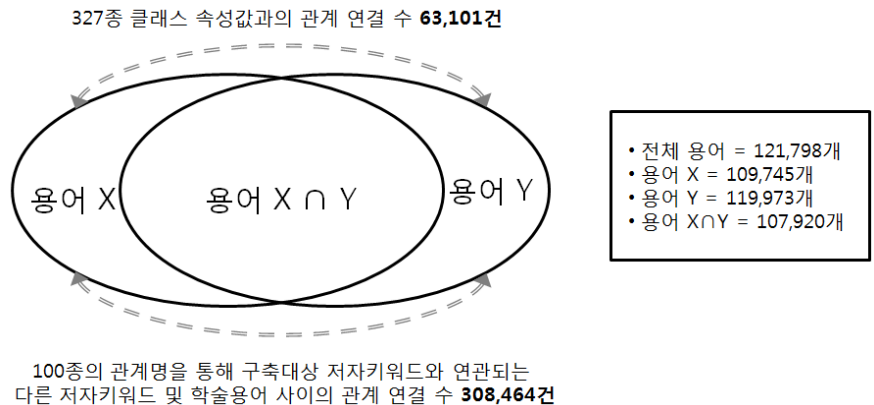 327종 클래스 속성값과의 관계 연결 수 63,101건
용어 X
용어 X ∩ Y
용어 Y
• 전체 용어 = 121,798개
• 용어 X = 109,745개
• 용어 Y = 119,973개
• 용어 X∩Y = 107,920개
100종의 관계명을 통해 구축대상 저자키워드와 연관되는
다른 저자키워드 및 학술용어 사이의 관계 연결 수 308,464건